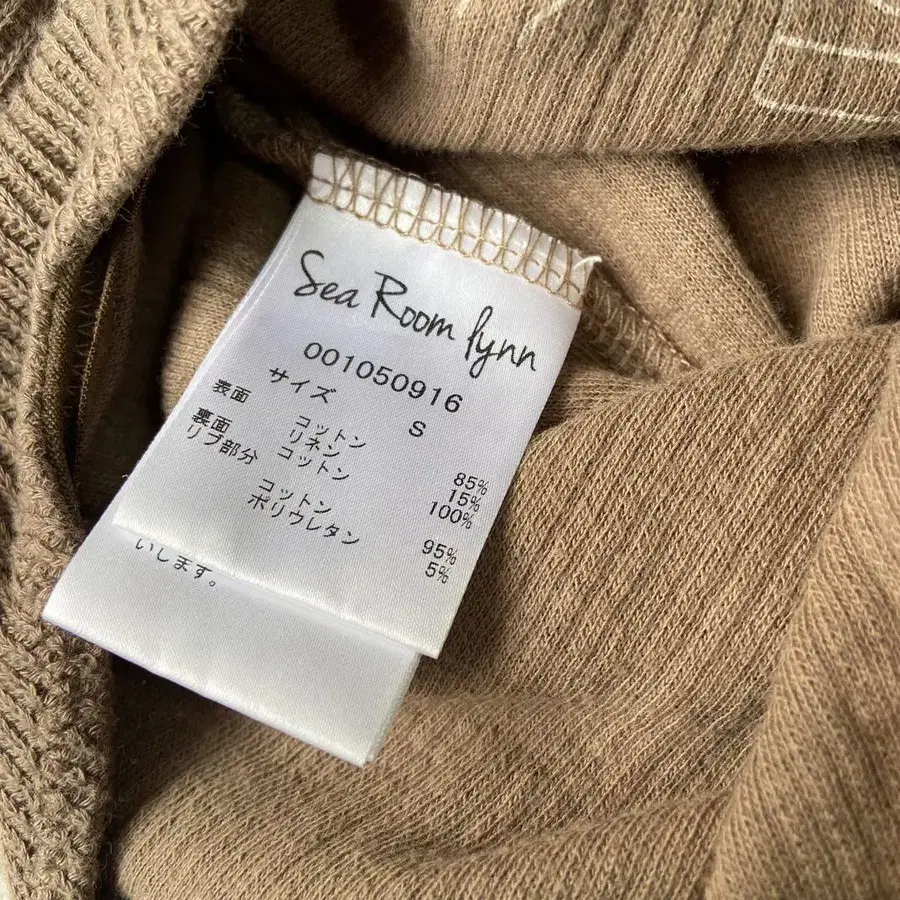 Sea Room lynn
001050916
サイズ S
表面 コットン 85%
リネン 15%
裏面 コットン 100%
リブ部分
コットン 95%
ポリウレタン 5%
いします。